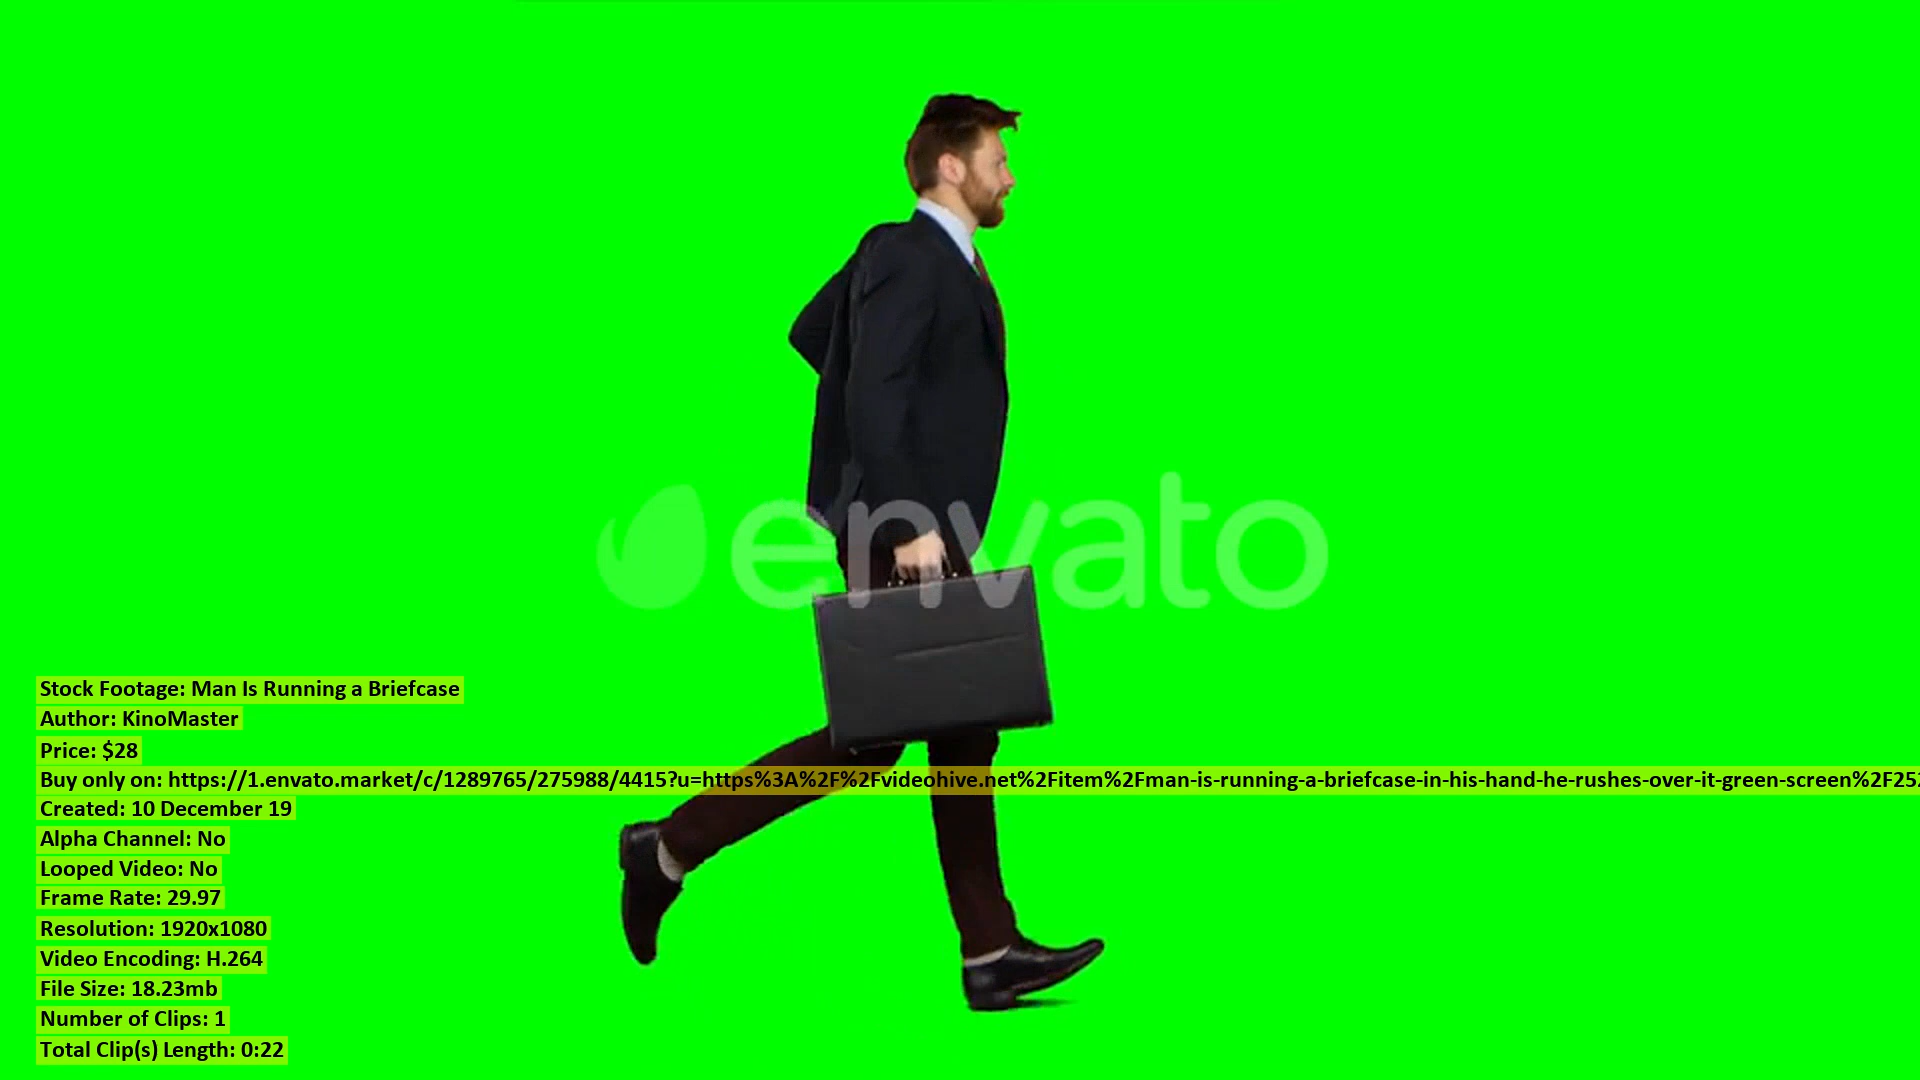 envato
Stock Footage: Man Is Running a Briefcase
Author: KinoMaster
Price: $28
Buy only on: https://1.envato.market/c/1289765/275988/4415?u=https%3A%2F%2Fvideohive.net%2Fitem%2Fman-is-running-a-briefcase-in-his-hand-he-rushes-over-it-green-screen%2F252
Created: 10 December 19
Alpha Channel: No
Looped Video: No
Frame Rate: 29.97
Resolution: 1920x1080
Video Encoding: H.264
File Size: 18.23mb
Number of Clips: 1
Total Clip(s) Length: 0:22